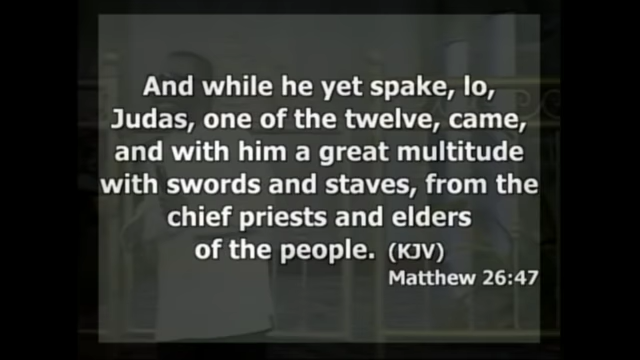 And while he yet spake, lo,
Judas, one of the twelve, came,
and with him a great multitude
with swords and staves, from the
chief priests and elders
of the people. (KJV)
Matthew 26:47